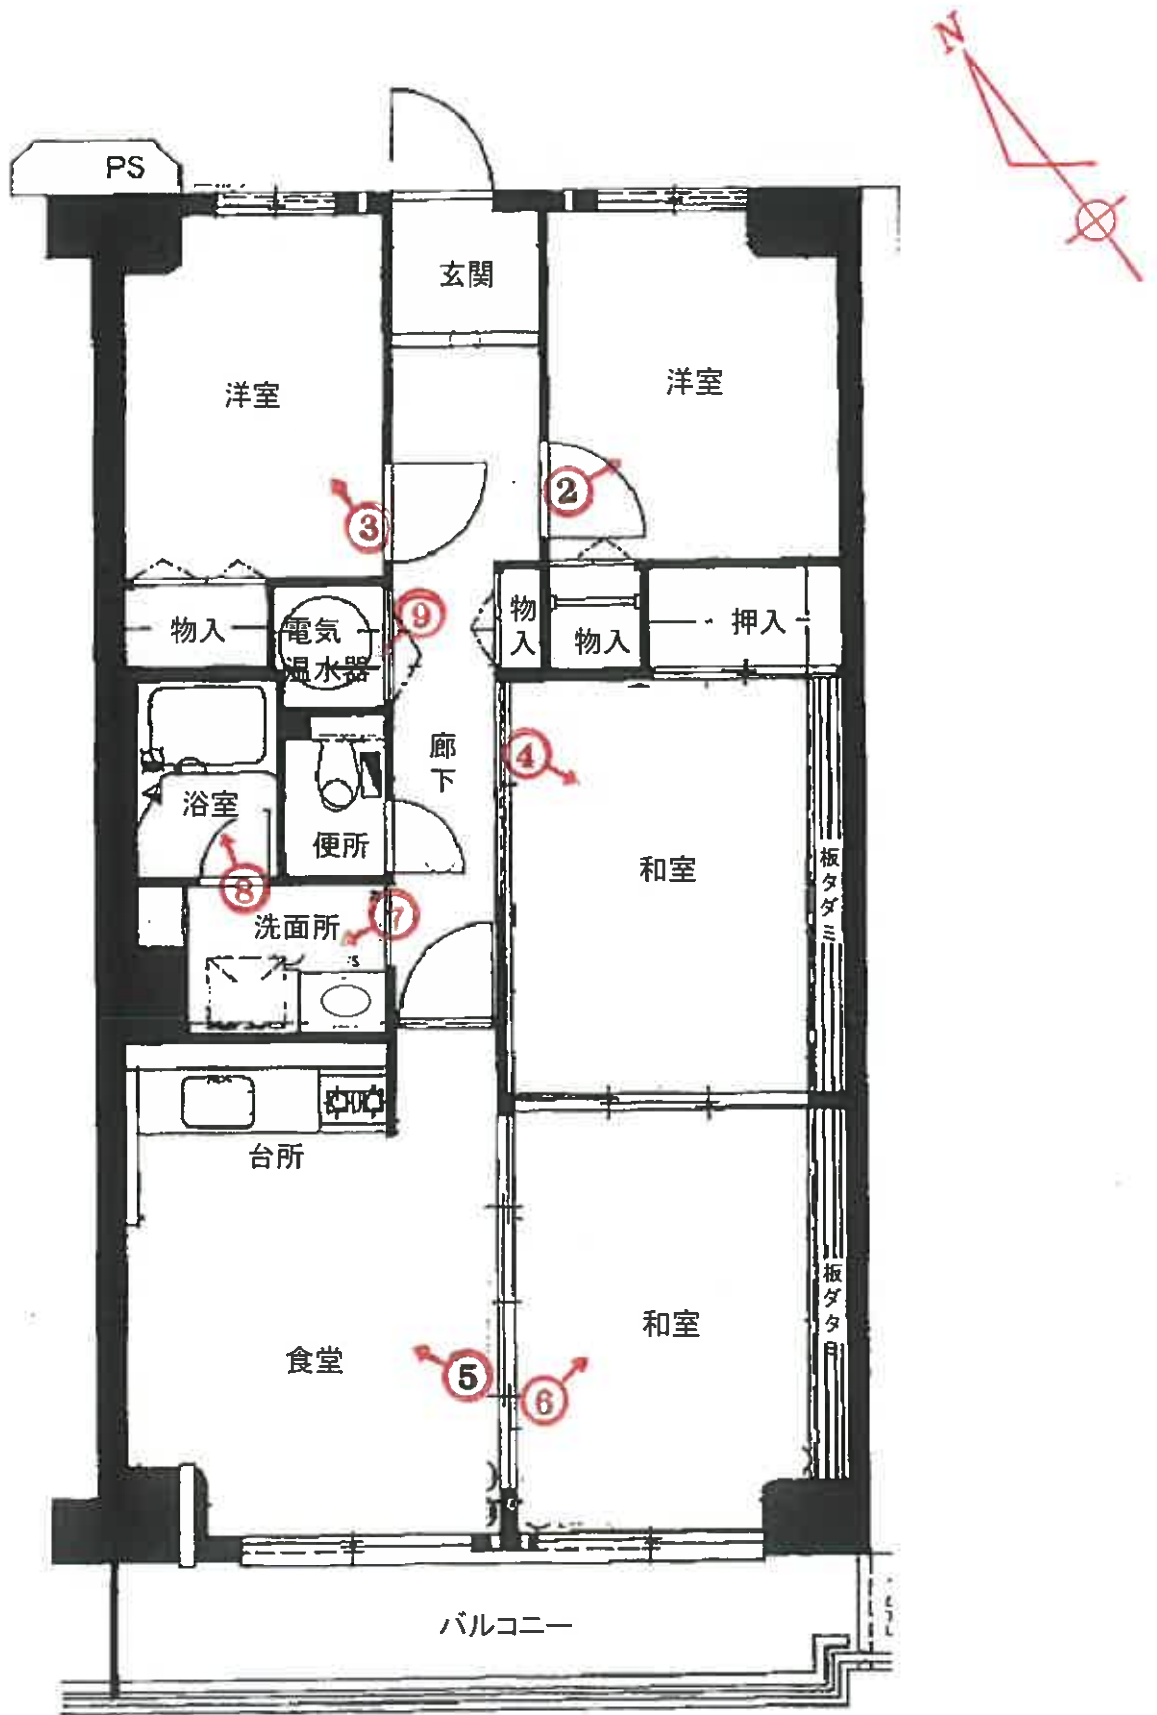 N
PS
玄関
洋室
洋室
②
③
⑨
物入
電気
温水器
物入
物入
押入
④
廊下
浴室
便所
和室
板タダミ
⑧
⑦
洗面所
台所
和室
板ダタミ
食堂
⑤
⑥
バルコニー